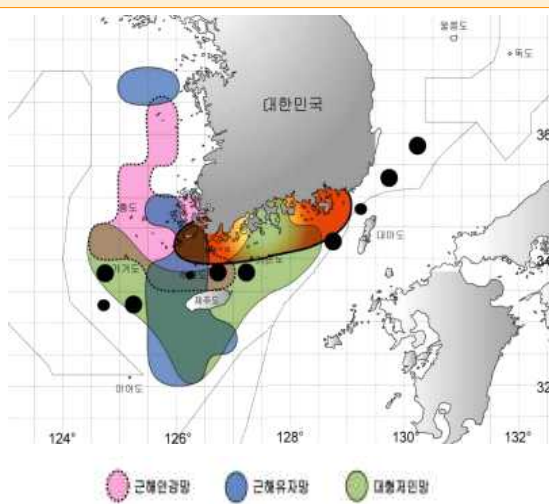 울릉도
독도
대한민국
36
홍도
대마도
34
가거도
제주도
이어도
32
124°
126°
128°
130°
132°
근해안강망
근해유자망
대형저인망